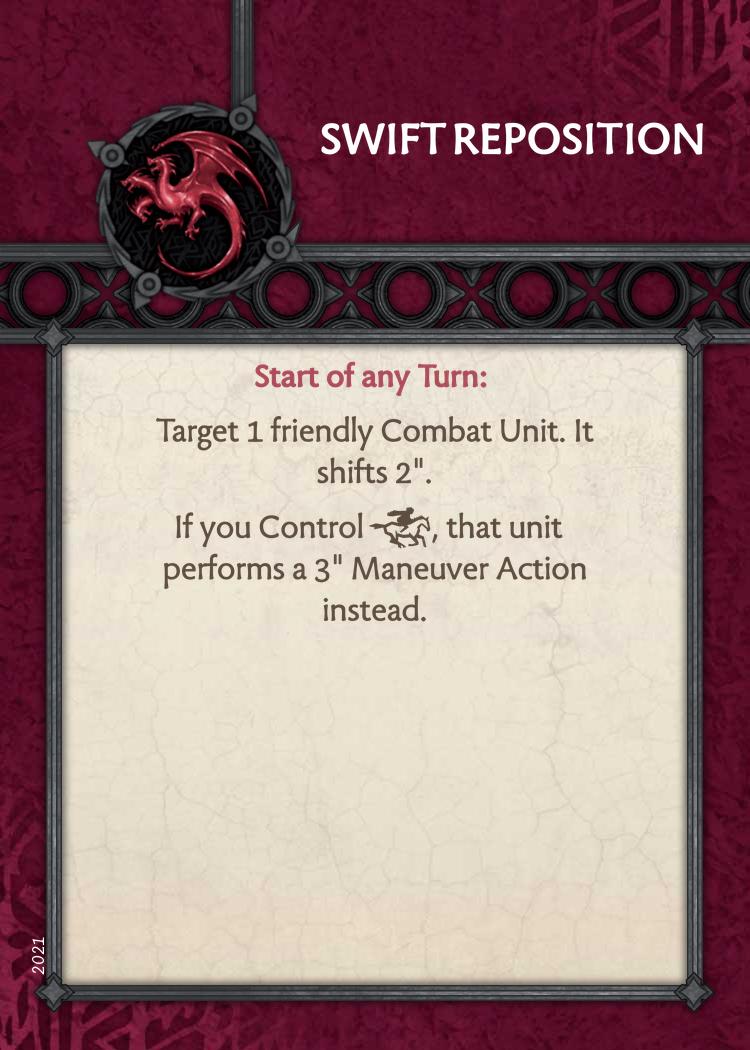 SWIFT REPOSITION
Start of any Turn:
Target 1 friendly Combat Unit. It
shifts 2".
If you Control , that unit
performs a 3" Maneuver Action
instead.
2021